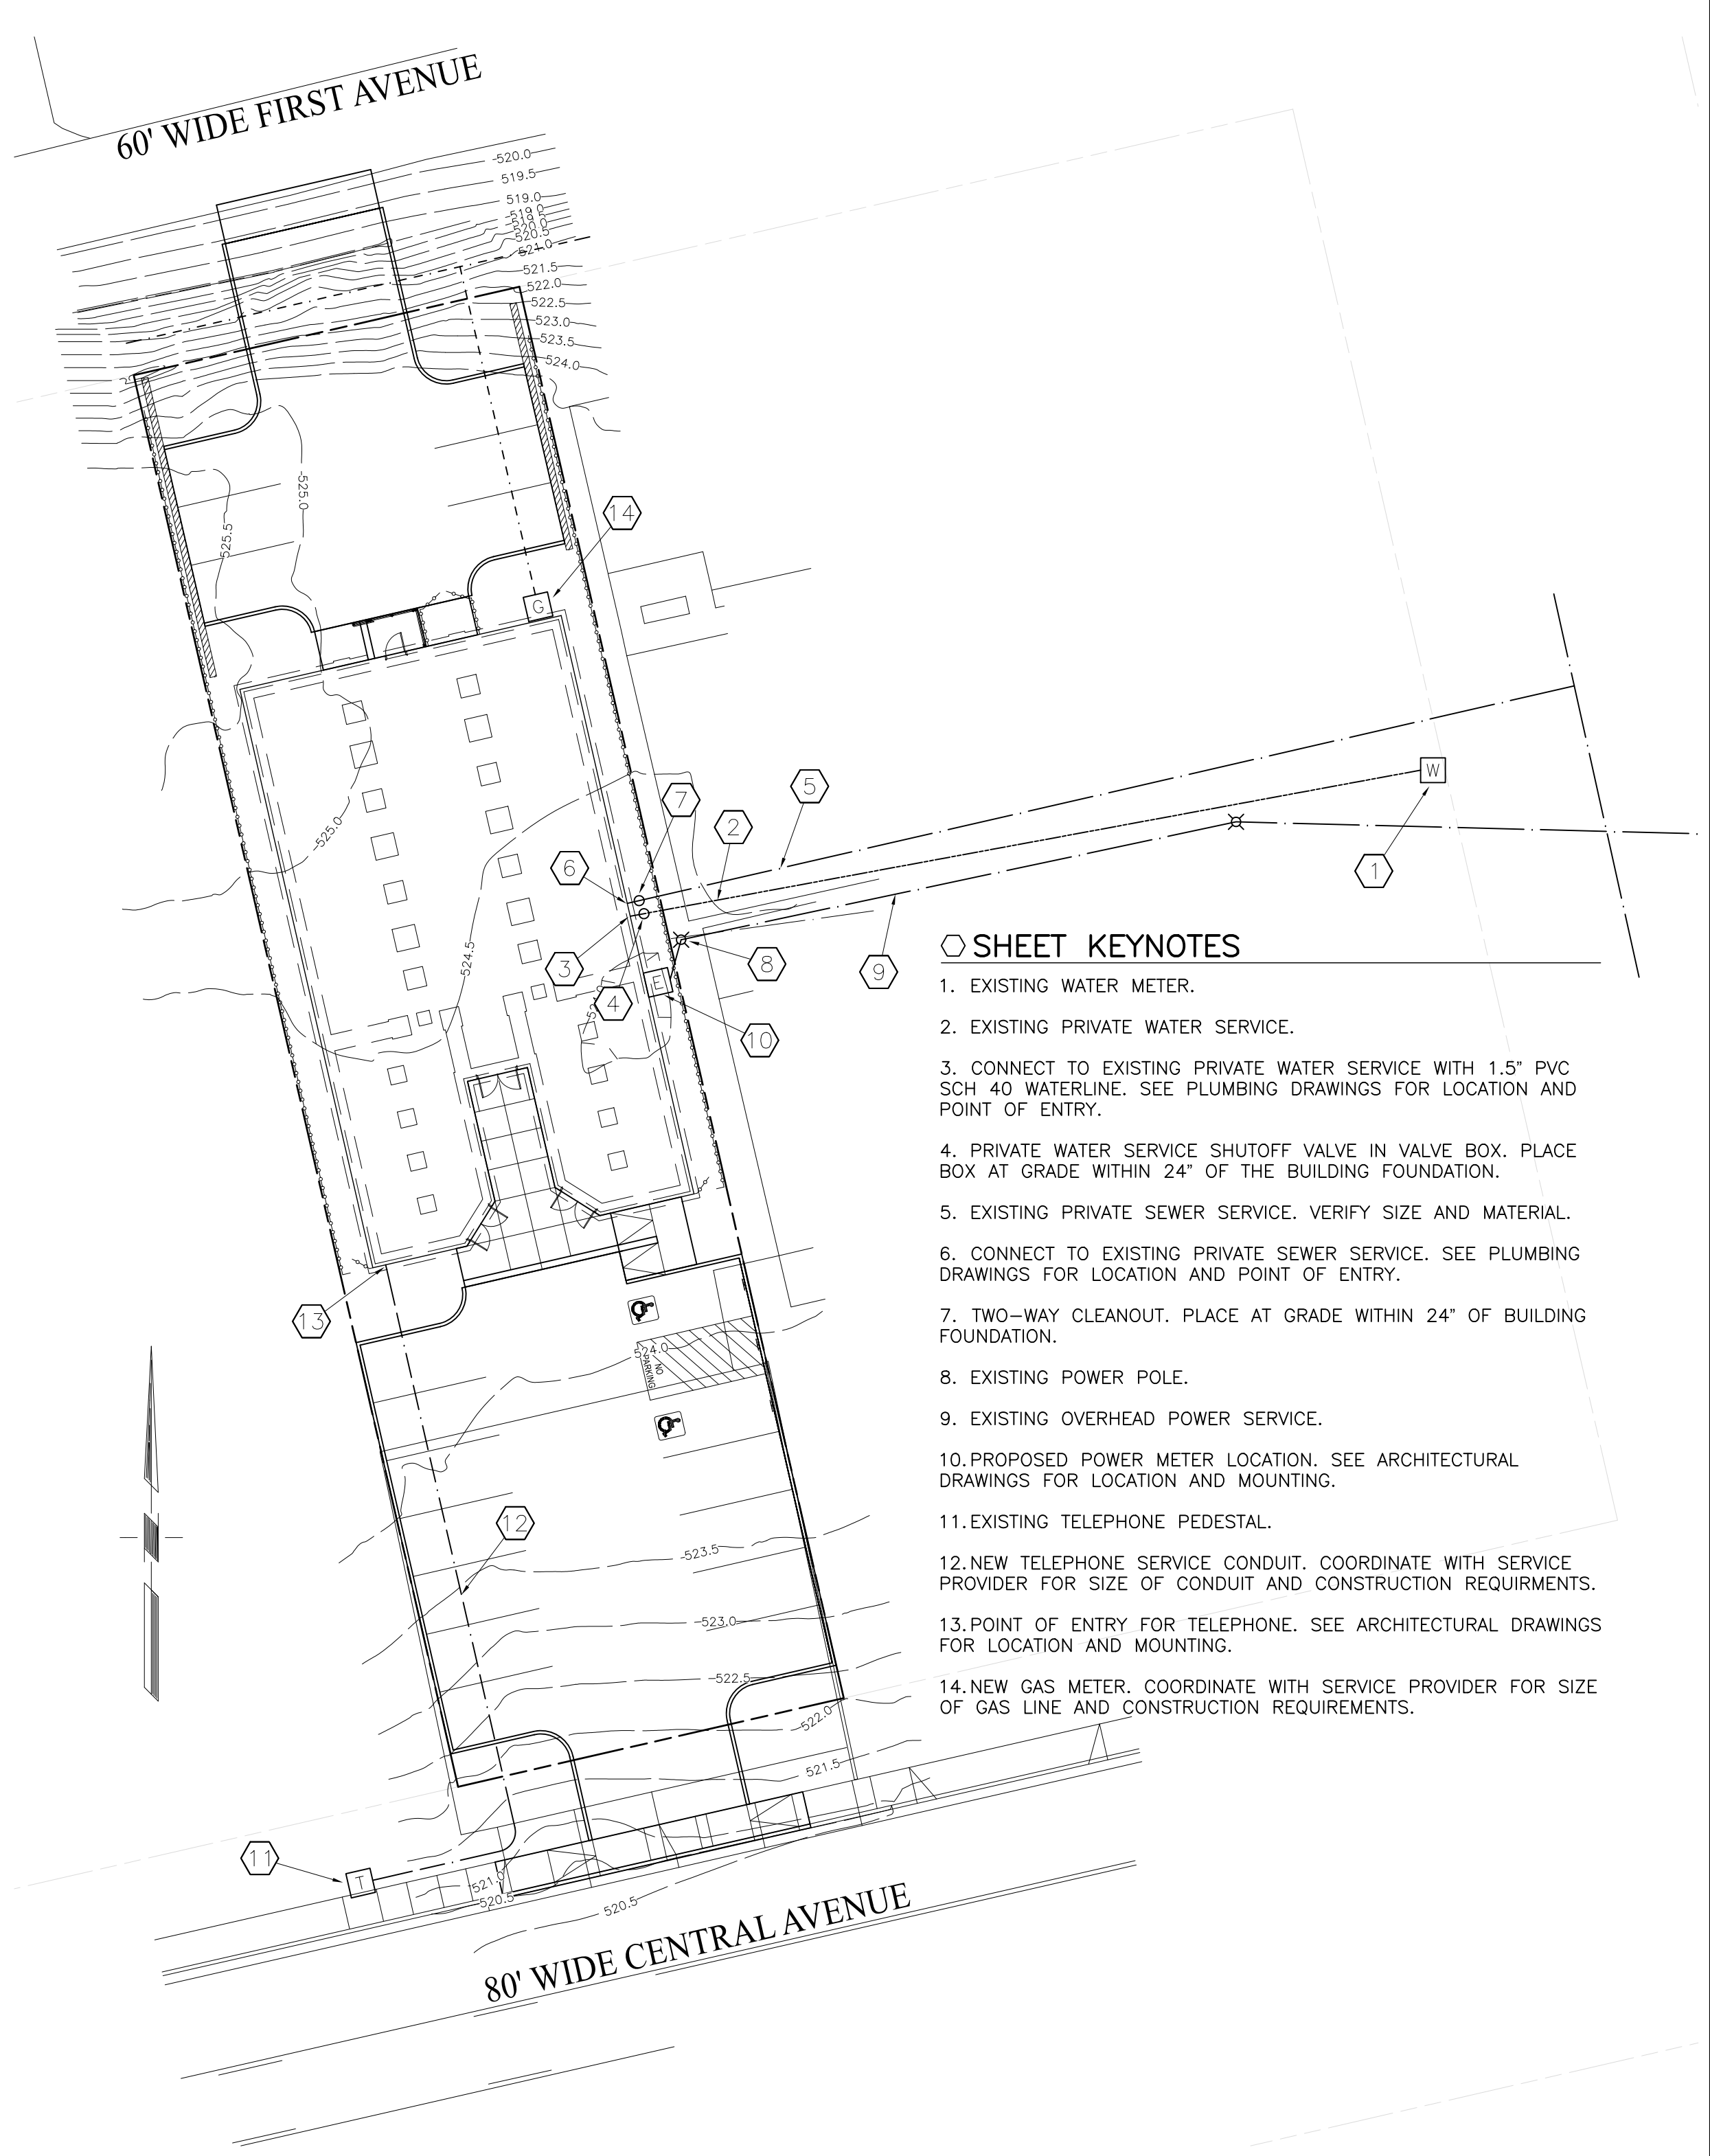 60' WIDE FIRST AVENUE
520.0
519.5
519.0
519.0
519.5
520.0
520.5
521.0
521.5
522.0
522.5
523.0
523.5
524.0
525.0
525.5
14
G
525.0
7
5
W
2
6
1
3
8
9
524.5
E
4
10
⬡ SHEET KEYNOTES
1. EXISTING WATER METER.
2. EXISTING PRIVATE WATER SERVICE.
3. CONNECT TO EXISTING PRIVATE WATER SERVICE WITH 1.5” PVC
SCH 40 WATERLINE. SEE PLUMBING DRAWINGS FOR LOCATION AND
POINT OF ENTRY.
4. PRIVATE WATER SERVICE SHUTOFF VALVE IN VALVE BOX. PLACE
BOX AT GRADE WITHIN 24” OF THE BUILDING FOUNDATION.
5. EXISTING PRIVATE SEWER SERVICE. VERIFY SIZE AND MATERIAL.
6. CONNECT TO EXISTING PRIVATE SEWER SERVICE. SEE PLUMBING
DRAWINGS FOR LOCATION AND POINT OF ENTRY.
7. TWO-WAY CLEANOUT. PLACE AT GRADE WITHIN 24” OF BUILDING
FOUNDATION.
8. EXISTING POWER POLE.
9. EXISTING OVERHEAD POWER SERVICE.
10. PROPOSED POWER METER LOCATION. SEE ARCHITECTURAL
DRAWINGS FOR LOCATION AND MOUNTING.
11. EXISTING TELEPHONE PEDESTAL.
12. NEW TELEPHONE SERVICE CONDUIT. COORDINATE WITH SERVICE
PROVIDER FOR SIZE OF CONDUIT AND CONSTRUCTION REQUIRMENTS.
13. POINT OF ENTRY FOR TELEPHONE. SEE ARCHITECTURAL DRAWINGS
FOR LOCATION AND MOUNTING.
14. NEW GAS METER. COORDINATE WITH SERVICE PROVIDER FOR SIZE
OF GAS LINE AND CONSTRUCTION REQUIREMENTS.
13
524.0
NO
PARKING
12
523.5
523.0
522.5
522.0
521.5
11
T
521.0
520.5
520.5
80' WIDE CENTRAL AVENUE